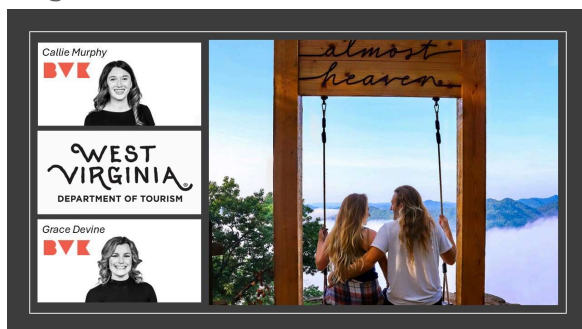 Callie Murphy
BVK
WEST
VIRGINIA
DEPARTMENT OF TOURISM
Grace Devine
BVK
almost
heaven